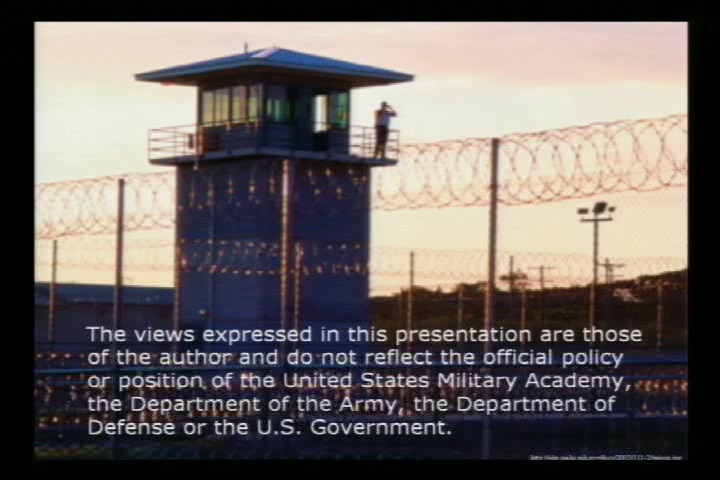 The views expressed in this presentation are those
of the author and do not reflect the official policy
or position of the United States Military Academy,
the Department of the Army, the Department of
Defense or the U.S. Government.